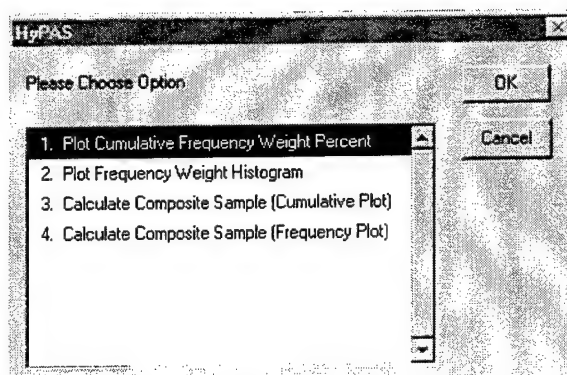 HyPAS
Please Choose Option
OK
Cancel
1. Plot Cumulative Frequency Weight Percent
2. Plot Frequency Weight Histogram
3. Calculate Composite Sample (Cumulative Plot)
4. Calculate Composite Sample (Frequency Plot)